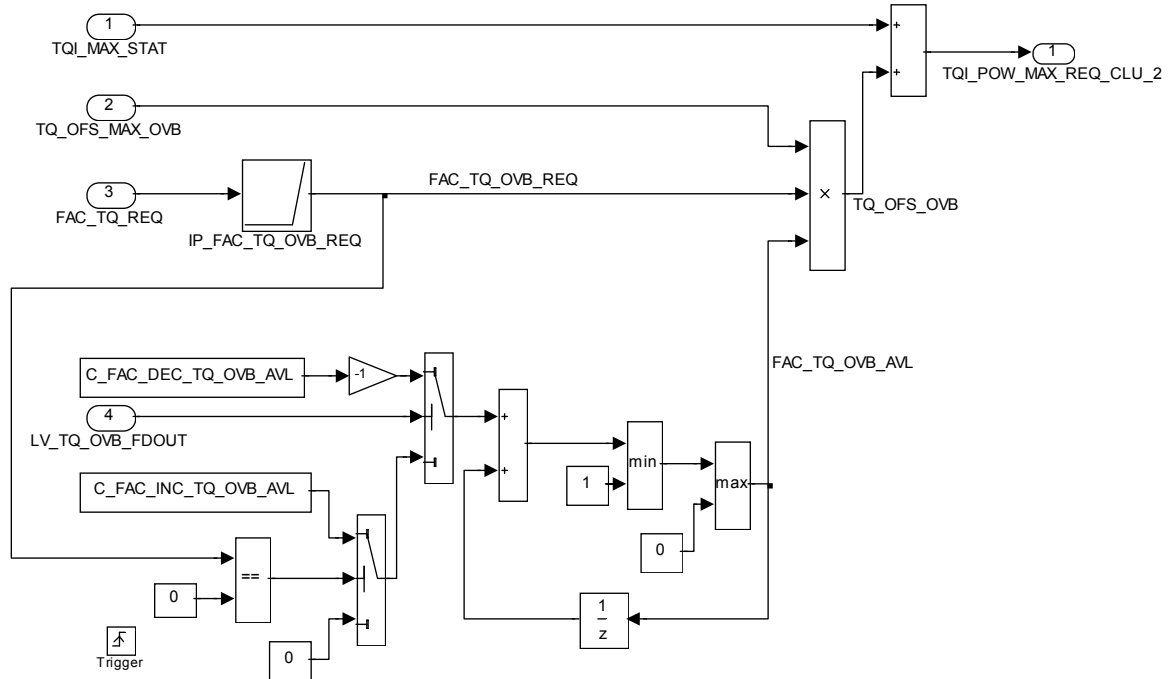 1
TQI_MAX_STAT
+
+
1
TQI_POW_MAX_REQ_CLU_2
2
TQ_OFS_MAX_OVB
3
FAC_TQ_REQ
IP_FAC_TQ_OVB_REQ
FAC_TQ_OVB_REQ
×
TQ_OFS_OVB
FAC_TQ_OVB_AVL
C_FAC_DEC_TQ_OVB_AVL
-1
4
LV_TQ_OVB_FDOUT
+
+
C_FAC_INC_TQ_OVB_AVL
1
min
max
0
==
0
0
1
z
Trigger